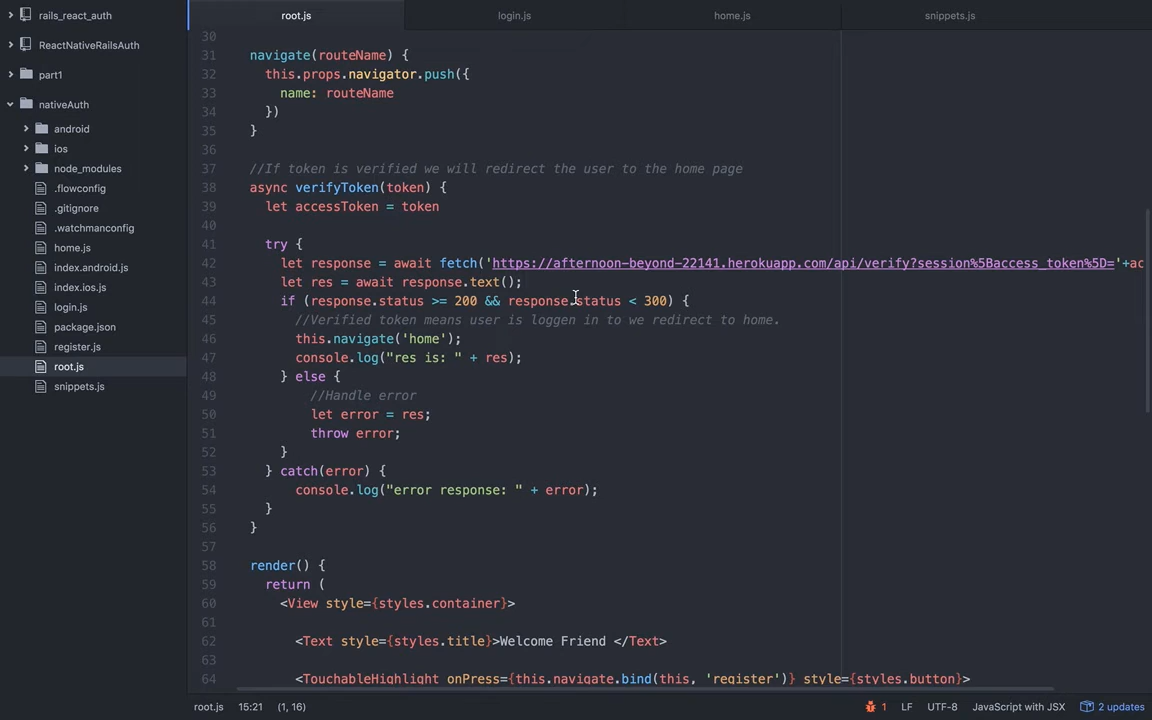 rails_react_auth
ReactNativeRailsAuth
part1
nativeAuth
android
ios
node_modules
.flowconfig
.gitignore
.watchmanconfig
home.js
index.android.js
index.ios.js
login.js
package.json
register.js
root.js
snippets.js
root.js login.js home.js snippets.js
30
31 navigate(routeName) {
32 this.props.navigator.push({
33 name: routeName
34 })
35 }
36
37 //If token is verified we will redirect the user to the home page
38 async verifyToken(token) {
39 let accessToken = token
40
41 try {
42 let response = await fetch('https://afternoon-beyond-22141.herokuapp.com/api/verify?session%5Baccess_token%5D='+ac
43 let res = await response.text();
44 if (response.status >= 200 && response.status < 300) {
45 //Verified token means user is loggen in to we redirect to home.
46 this.navigate('home');
47 console.log("res is: " + res);
48 } else {
49 //Handle error
50 let error = res;
51 throw error;
52 }
53 } catch(error) {
54 console.log("error response: " + error);
55 }
56 }
57
58 render() {
59 return (
60 <View style={styles.container}>
61
62 <Text style={styles.title}>Welcome Friend </Text>
63
64 <TouchableHighlight onPress={this.navigate.bind(this, 'register')} style={styles.button}>
root.js 15:21 (1, 16) 1 LF UTF-8 JavaScript with JSX 2 updates